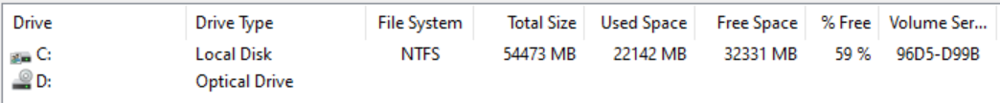 Drive Drive Type File System Total Size Used Space Free Space % Free Volume Ser...
C: Local Disk NTFS 54473 MB 22142 MB 32331 MB 59 % 96D5-D99B
D: Optical Drive